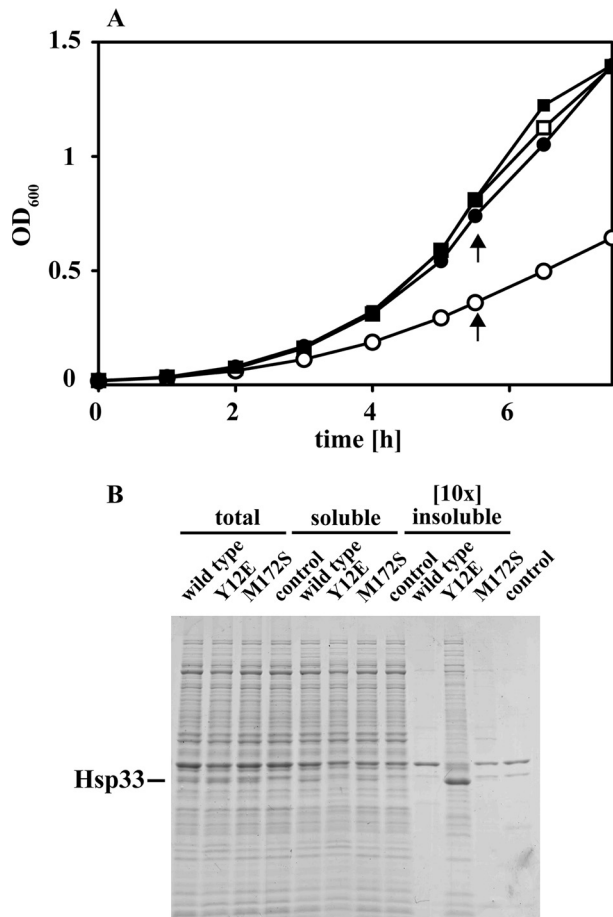 A
1.5
1
0.5
0
OD600
0 2 4 6
time [h]
B
[10x]
total soluble insoluble
wild type Y12E M172S control wild type Y12E M172S control wild type Y12E M172S control
Hsp33